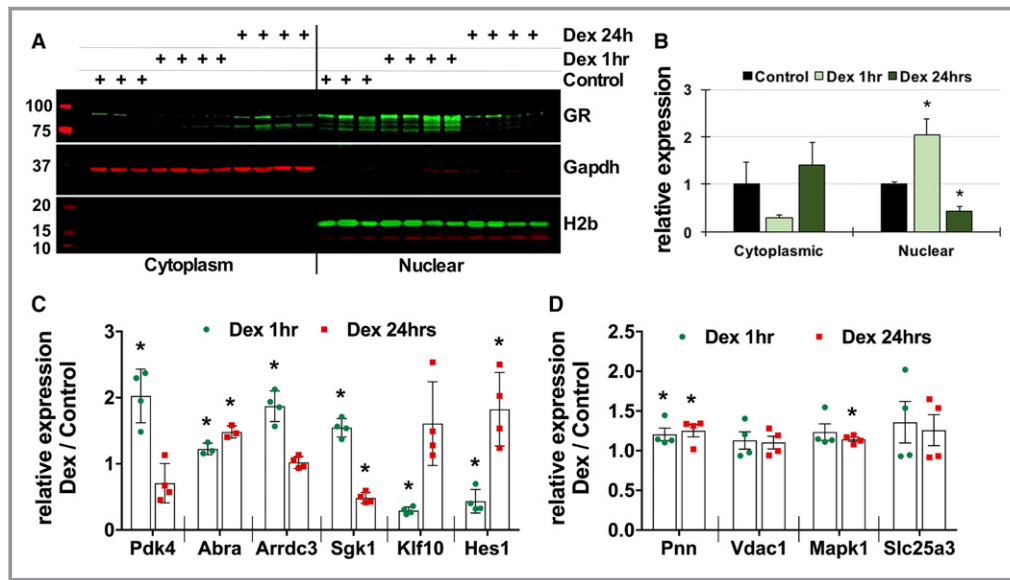 A
+ + + + + + + + Dex 24h
+ + + + + + + + Dex 1hr
+ + + + + + Control
100
75
GR
37
Gapdh
20
15
10
H2b
Cytoplasm Nuclear
B
Control Dex 1hr Dex 24hrs
relative expression
3
2
1
0
*
*
Cytoplasmic Nuclear
C
Dex 1hr Dex 24hrs
relative expression
Dex / Control
3
2
1
0
* * * * * * * * *
Pdk4 Abra Arrdc3 Sgk1 Klf10 Hes1
D
Dex 1hr Dex 24hrs
relative expression
Dex / Control
2.5
2.0
1.5
1.0
0.5
0.0
* * *
Pnn Vdac1 Mapk1 Slc25a3